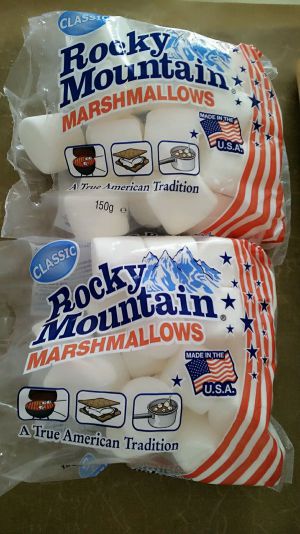 CLASSIC
Rocky
Mountain®
MARSHMALLOWS
MADE IN THE
U.S.A.
A True American Tradition
150g ℮
CLASSIC
Rocky
Mountain®
MARSHMALLOWS
MADE IN THE
U.S.A.
A True American Tradition